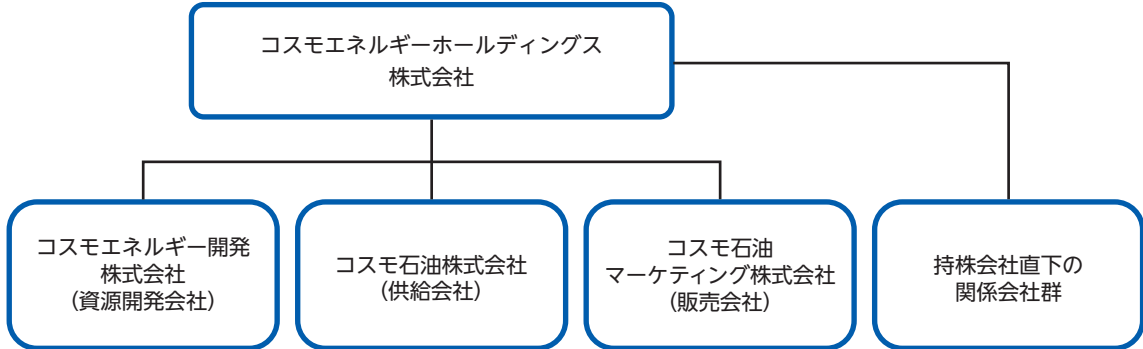 コスモエネルギーホールディングス
株式会社
コスモエネルギー開発
株式会社
（資源開発会社）
コスモ石油株式会社
（供給会社）
コスモ石油
マーケティング株式会社
（販売会社）
持株会社直下の
関係会社群